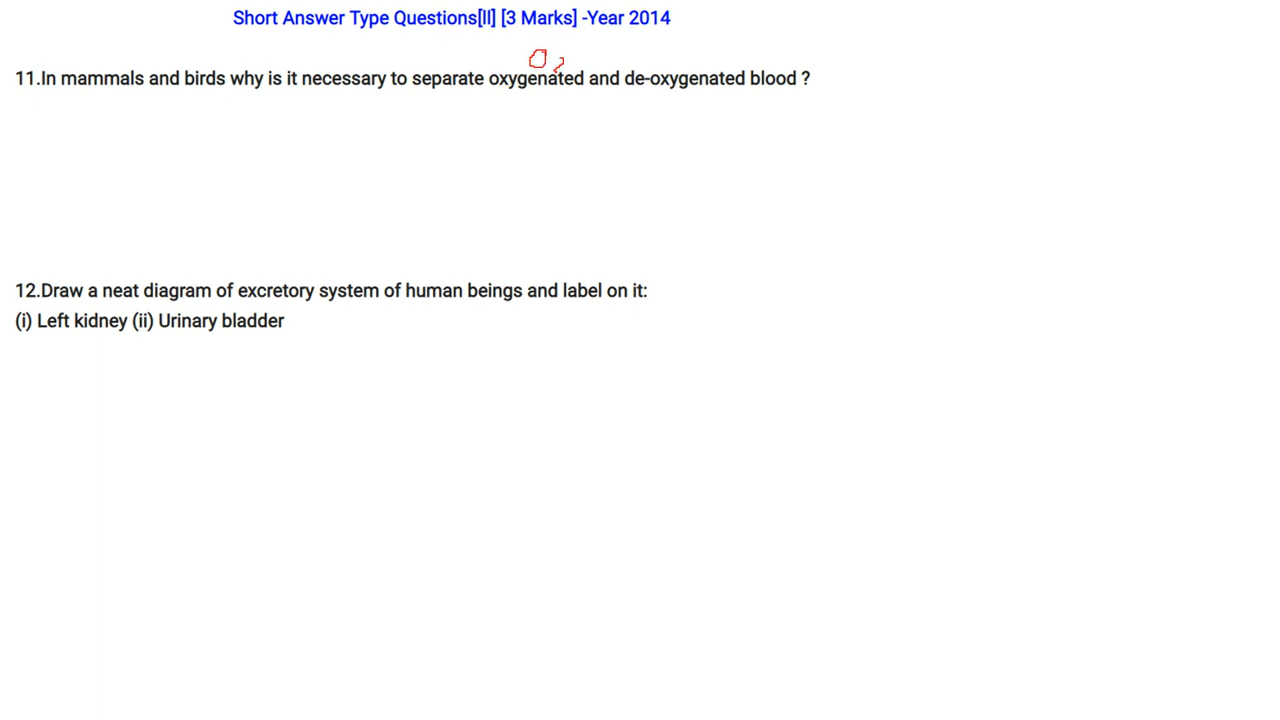 Short Answer Type Questions[II] [3 Marks] -Year 2014
O2
11.In mammals and birds why is it necessary to separate oxygenated and de-oxygenated blood ?
12.Draw a neat diagram of excretory system of human beings and label on it:
(i) Left kidney (ii) Urinary bladder